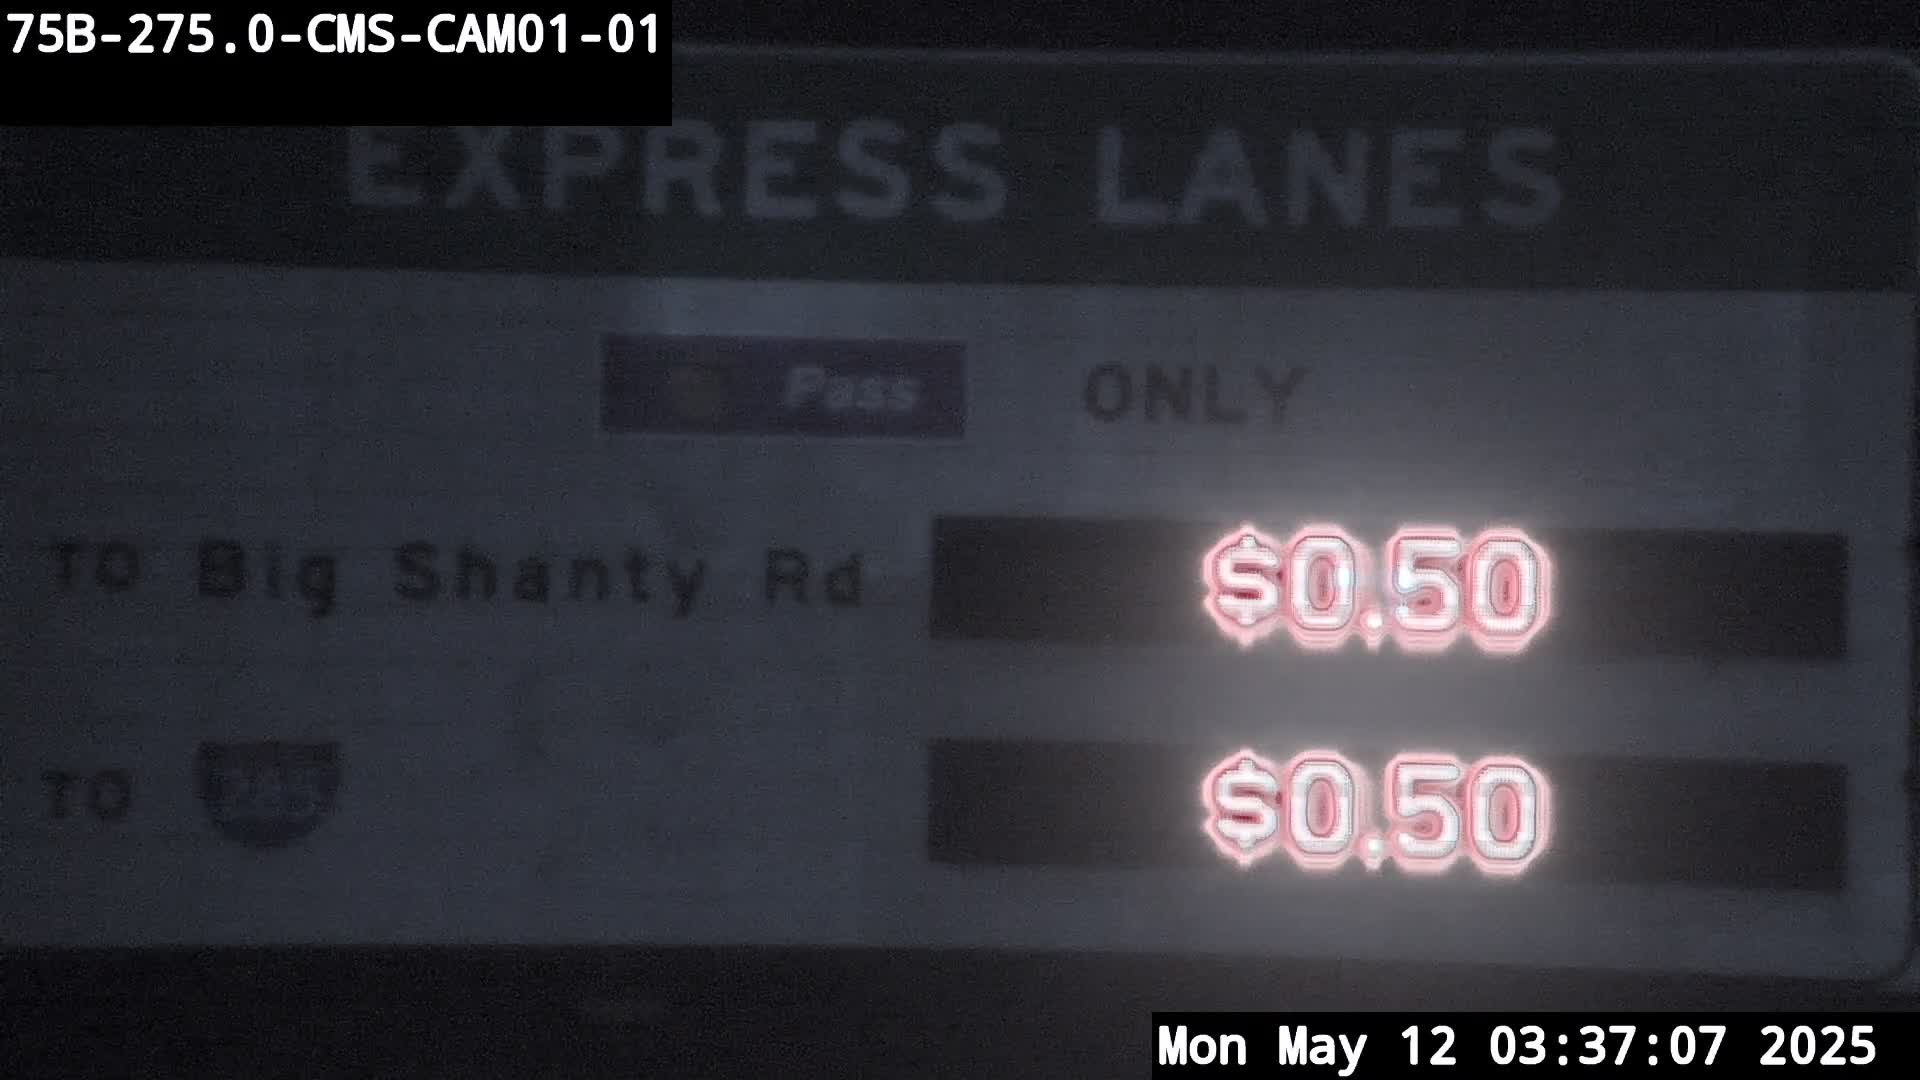 75B-275.0-CMS-CAM01-01
EXPRESS LANES
Pass ONLY
TO Big Shanty Rd $0.50
TO $0.50
Mon May 12 03:37:07 2025